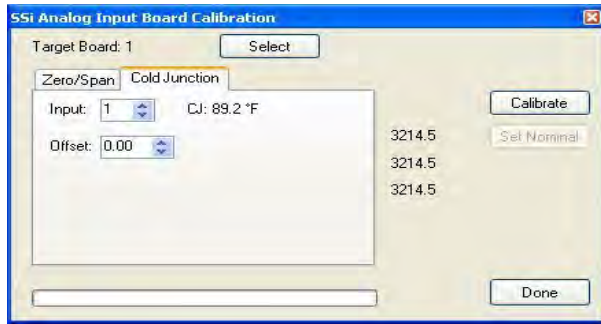 SSi Analog Input Board Calibration
Target Board: 1 Select
Zero/Span Cold Junction
Input: 1 CJ: 89.2 °F
Calibrate
Offset: 0.00
3214.5 Set Nominal
3214.5
3214.5
Done